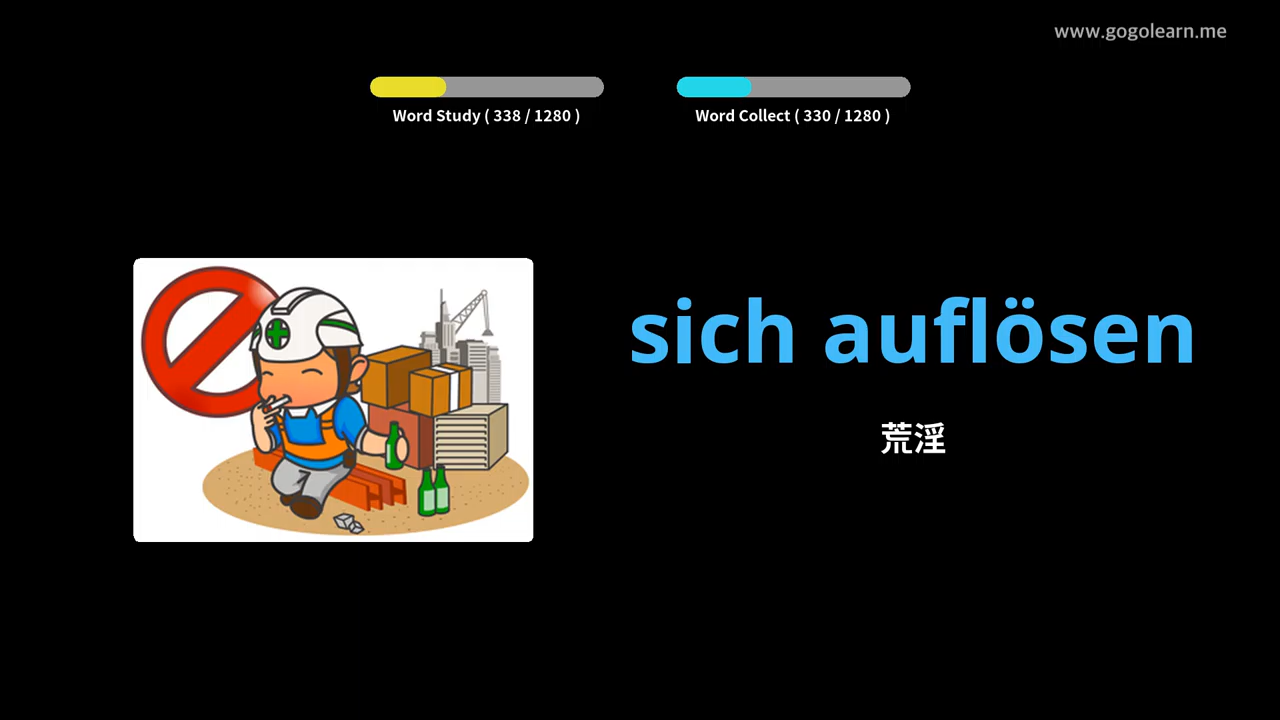 www.gogolearn.me
Word Study ( 338 / 1280 )
Word Collect ( 330 / 1280 )
sich auflösen
荒淫